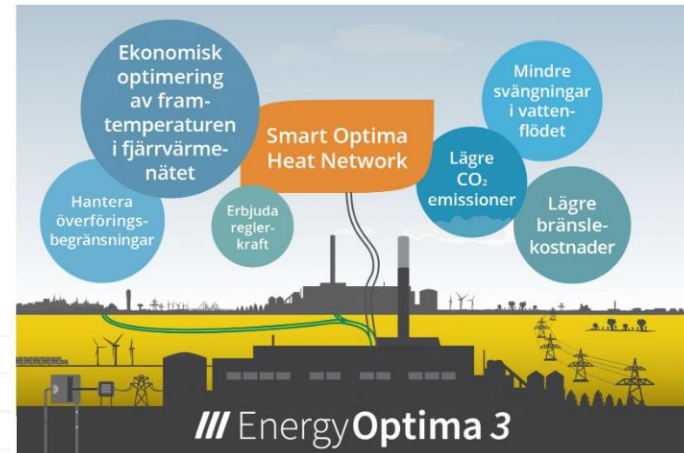 Ekonomisk
optimering
av fram-
temperaturen
i fjärrvärme-
nätet
Smart Optima
Heat Network
Mindre
svängningar
i vatten-
flödet
Lägre
CO₂
emissioner
Hantera
överförings-
begränsningar
Erbjuda
regler-
kraft
Lägre
bränsle-
kostnader
EnergyOptima 3